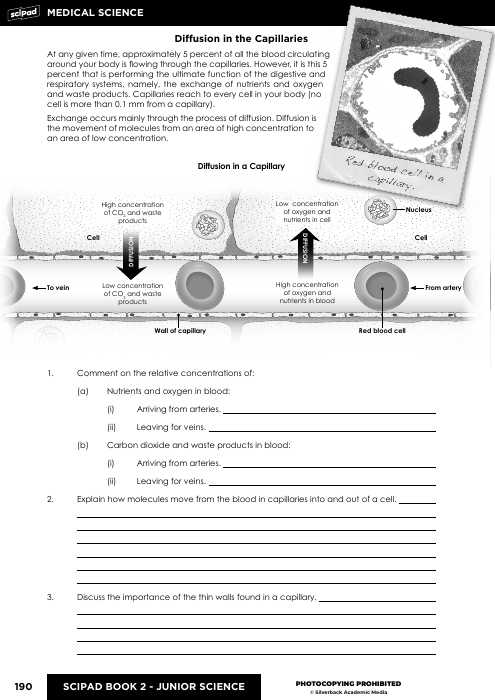 scipad MEDICAL SCIENCE
Diffusion in the Capillaries
At any given time, approximately 5 percent of all the blood circulating
around your body is flowing through the capillaries. However, it is this 5
percent that is performing the ultimate function of the digestive and
respiratory systems, namely, the exchange of nutrients and oxygen
and waste products. Capillaries reach to every cell in your body (no
cell is more than 0.1 mm from a capillary).
Exchange occurs mainly through the process of diffusion. Diffusion is
the movement of molecules from an area of high concentration to
an area of low concentration.
Red blood cell in a
capillary.
Diffusion in a Capillary
High concentration
of CO₂ and waste
products
Low concentration
of oxygen and
nutrients in cell
Nucleus
Cell
DIFFUSION
DIFFUSION
Cell
To vein
Low concentration
of CO₂ and waste
products
High concentration
of oxygen and
nutrients in blood
From artery
Wall of capillary
Red blood cell
1. Comment on the relative concentrations of:
(a) Nutrients and oxygen in blood:
(i) Arriving from arteries.
(ii) Leaving for veins.
(b) Carbon dioxide and waste products in blood:
(i) Arriving from arteries.
(ii) Leaving for veins.
2. Explain how molecules move from the blood in capillaries into and out of a cell.
3. Discuss the importance of the thin walls found in a capillary.
190 SCIPAD BOOK 2 - JUNIOR SCIENCE
PHOTOCOPYING PROHIBITED
© Silverback Academic Media